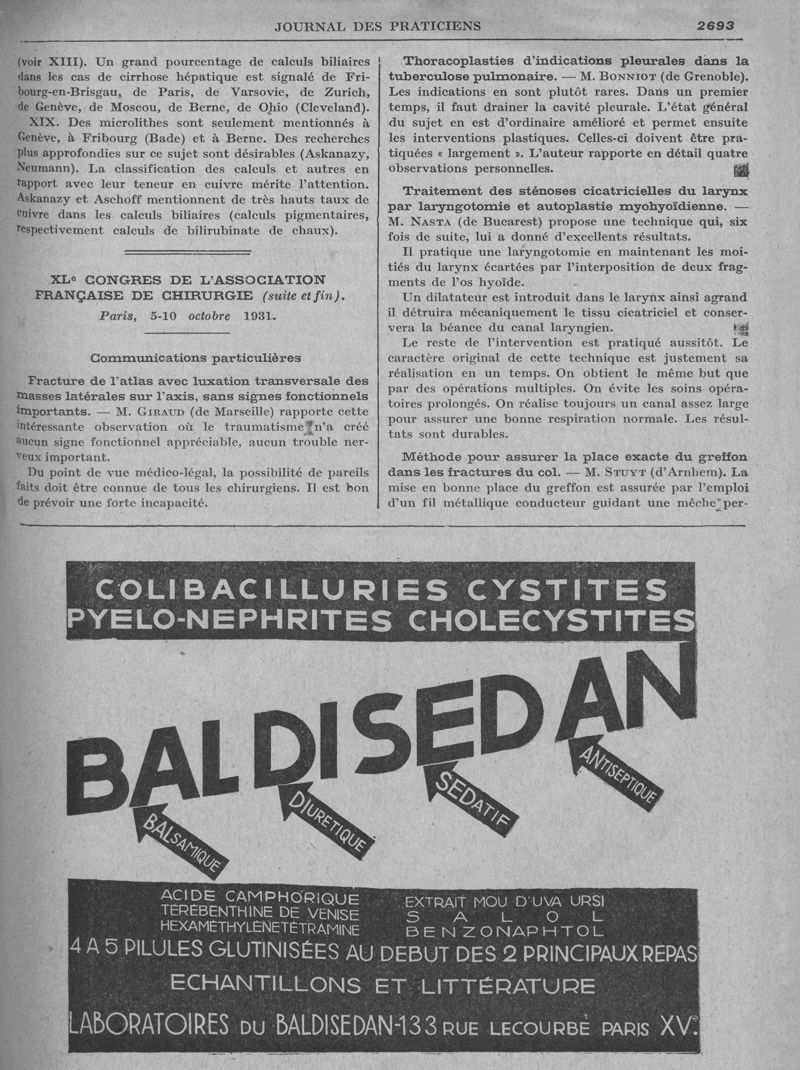 JOURNAL DES PRATICIENS
2693
(voir XIII). Un grand pourcentage de calculs biliaires
dans les cas de cirrhose hépatique est signalé de Fri-
bourg-en-Brisgau, de Paris, de Varsovie, de Zurich,
de Genève, de Moscou, de Berne, de Ohio (Cleveland).
XIX. Des microlithes sont seulement mentionnés à
Genève, à Fribourg (Bade) et à Berne. Des recherches
plus approfondies sur ce sujet sont désirables (Askanazy,
Neumann). La classification des calculs et autres en
rapport avec leur teneur en cuivre mérite l'attention.
Askanazy et Aschoff mentionnent de très hauts taux de
cuivre dans les calculs biliaires (calculs pigmentaires,
respectivement calculs de bilirubinate de chaux).
XLe CONGRES DE L'ASSOCIATION
FRANÇAISE DE CHIRURGIE (suite et fin).
Paris, 5-10 octobre 1931.
Communications particulières
Fracture de l'atlas avec luxation transversale des
masses latérales sur l'axis, sans signes fonctionnels
importants. — M. GIRAUD (de Marseille) rapporte cette
intéressante observation où le traumatisme n'a créé
aucun signe fonctionnel appréciable, aucun trouble ner-
veux important.
Du point de vue médico-légal, la possibilité de pareils
faits doit être connue de tous les chirurgiens. Il est bon
de prévoir une forte incapacité.
Thoracoplasties d'indications pleurales dans la
tuberculose pulmonaire. — M. BONNIOT (de Grenoble).
Les indications en sont plutôt rares. Dans un premier
temps, il faut drainer la cavité pleurale. L'état général
du sujet en est d'ordinaire amélioré et permet ensuite
les interventions plastiques. Celles-ci doivent être pra-
tiquées « largement ». L'auteur rapporte en détail quatre
observations personnelles.
Traitement des sténoses cicatricielles du larynx
par laryngotomie et autoplastie myohyoïdienne. —
M. NASTA (de Bucarest) propose une technique qui, six
fois de suite, lui a donné d'excellents résultats.
Il pratique une laryngotomie en maintenant les moi-
tiés du larynx écartées par l'interposition de deux frag-
ments de l'os hyoïde.
Un dilatateur est introduit dans le larynx ainsi agrand
il détruira mécaniquement le tissu cicatriciel et conser-
vera la béance du canal laryngien.
Le reste de l'intervention est pratiqué aussitôt. Le
caractère original de cette technique est justement sa
réalisation en un temps. On obtient le même but que
par des opérations multiples. On évite les soins opéra-
toires prolongés. On réalise toujours un canal assez large
pour assurer une bonne respiration normale. Les résul-
tats sont durables.
Méthode pour assurer la place exacte du greffon
dans les fractures du col. — M. STUYT (d'Arnhem). La
mise en bonne place du greffon est assurée par l'emploi
d'un fil métallique conducteur guidant une mèche per-
COLIBACILLURIES CYSTITES
PYELO-NEPHRITES CHOLECYSTITES
BALDISEDAN
BALSAMIQUE
DIURETIQUE
SEDATIF
ANTISEPTIQUE
ACIDE CAMPHORIQUE
TÉRÉBENTHINE DE VENISE
HEXAMÉTHYLÈNETÉTRAMINE
EXTRAIT MOU D'UVA URSI
SALOL
BENZONAPHTOL
4 A 5 PILULES GLUTINISÉES AU DEBUT DES 2 PRINCIPAUX REPAS
ECHANTILLONS ET LITTÉRATURE
LABORATOIRES DU BALDISEDAN-133 RUE LECOURBE PARIS XVe.